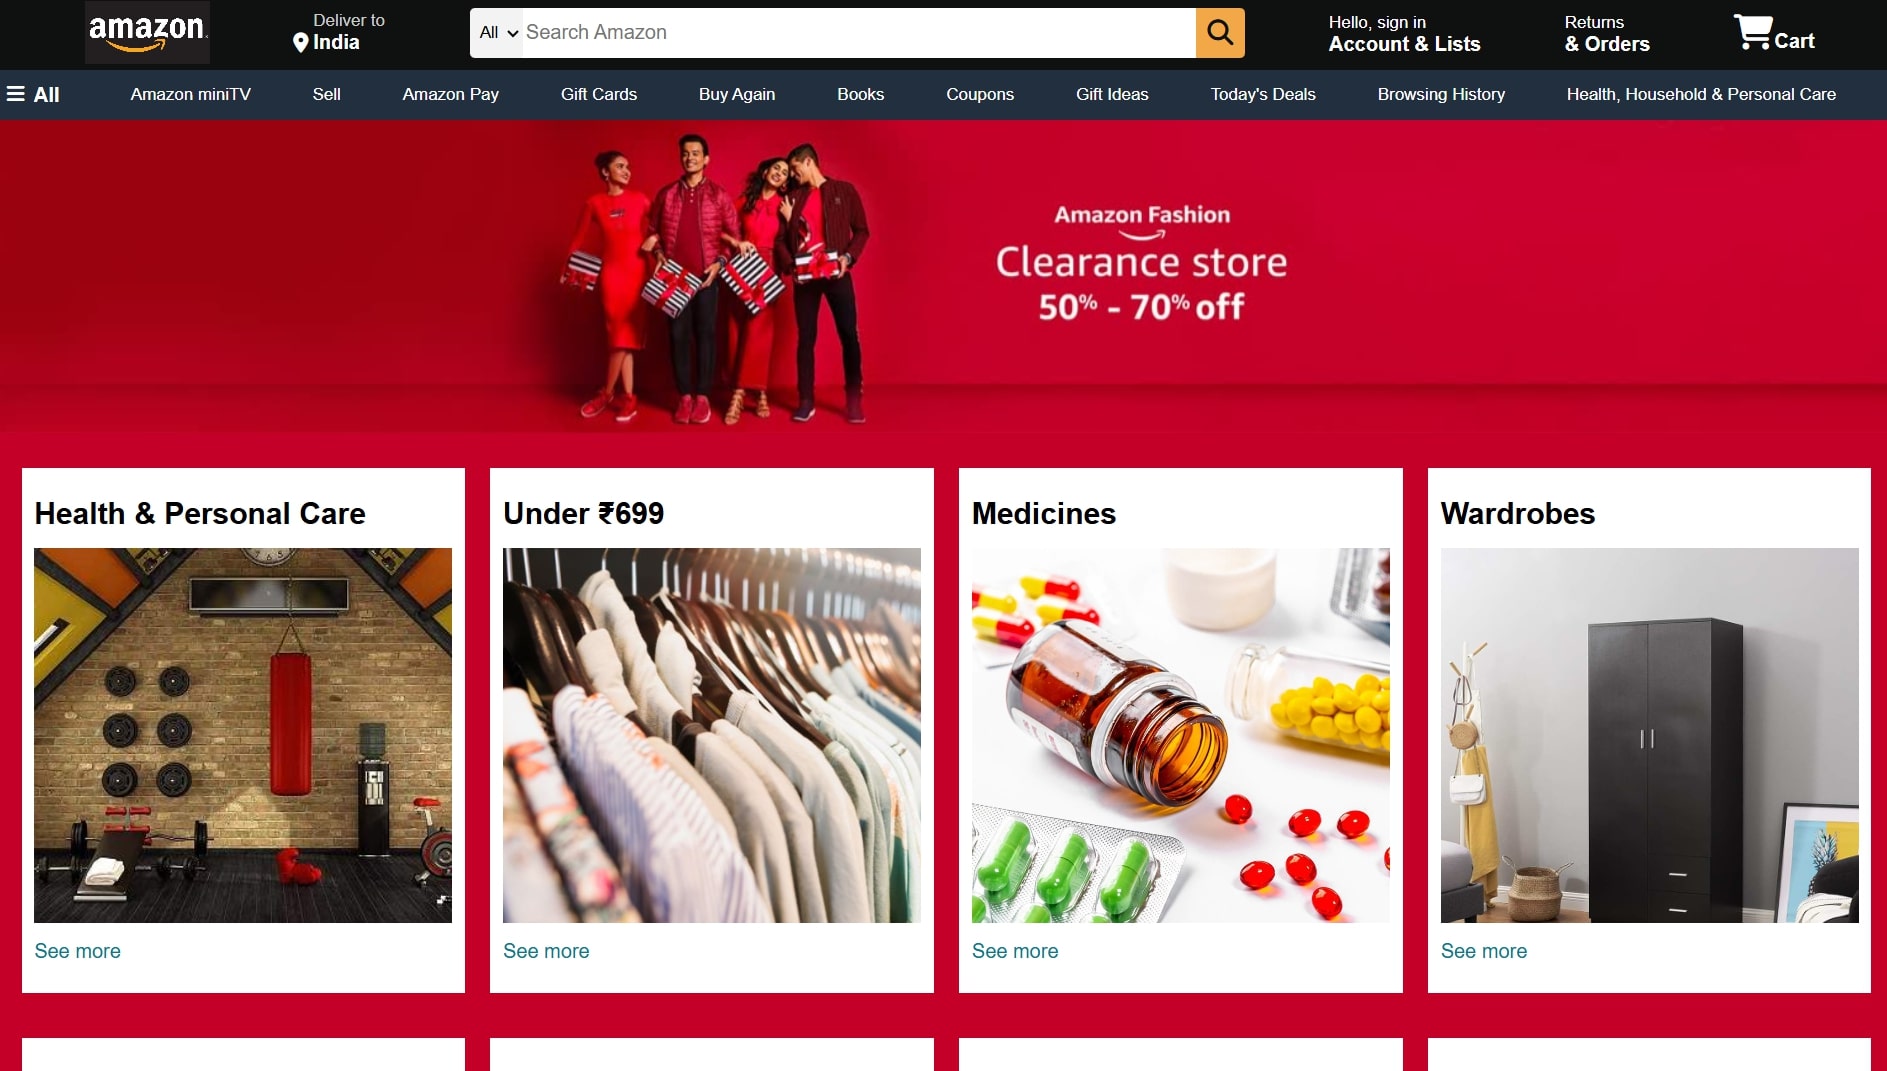 amazon
Deliver to
India
All
Search Amazon
Hello, sign in
Account & Lists
Returns
& Orders
Cart
All
Amazon miniTV
Sell
Amazon Pay
Gift Cards
Buy Again
Books
Coupons
Gift Ideas
Today's Deals
Browsing History
Health, Household & Personal Care
Amazon Fashion
Clearance store
50% - 70% off
Health & Personal Care
Under ₹699
Medicines
Wardrobes
See more
See more
See more
See more